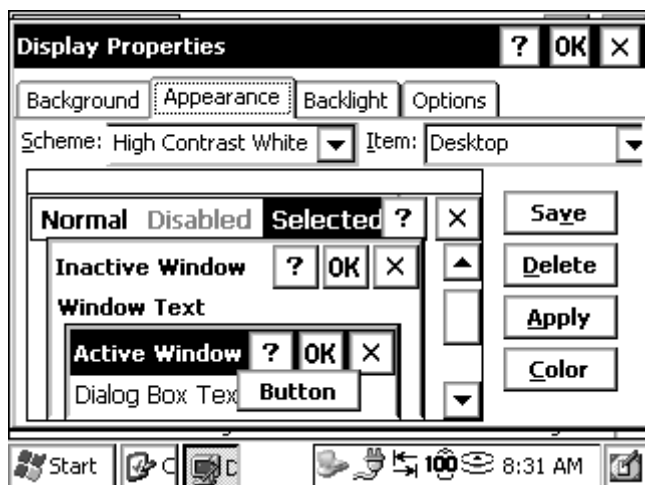 Display Properties ? OK ×
Background Appearance Backlight Options
Scheme: High Contrast White Item: Desktop
Normal Disabled Selected ? ×
Save
Inactive Window ? OK ×
Delete
Window Text
Apply
Active Window ? OK ×
Color
Dialog Box Tex
Button
Start C D 100 8:31 AM